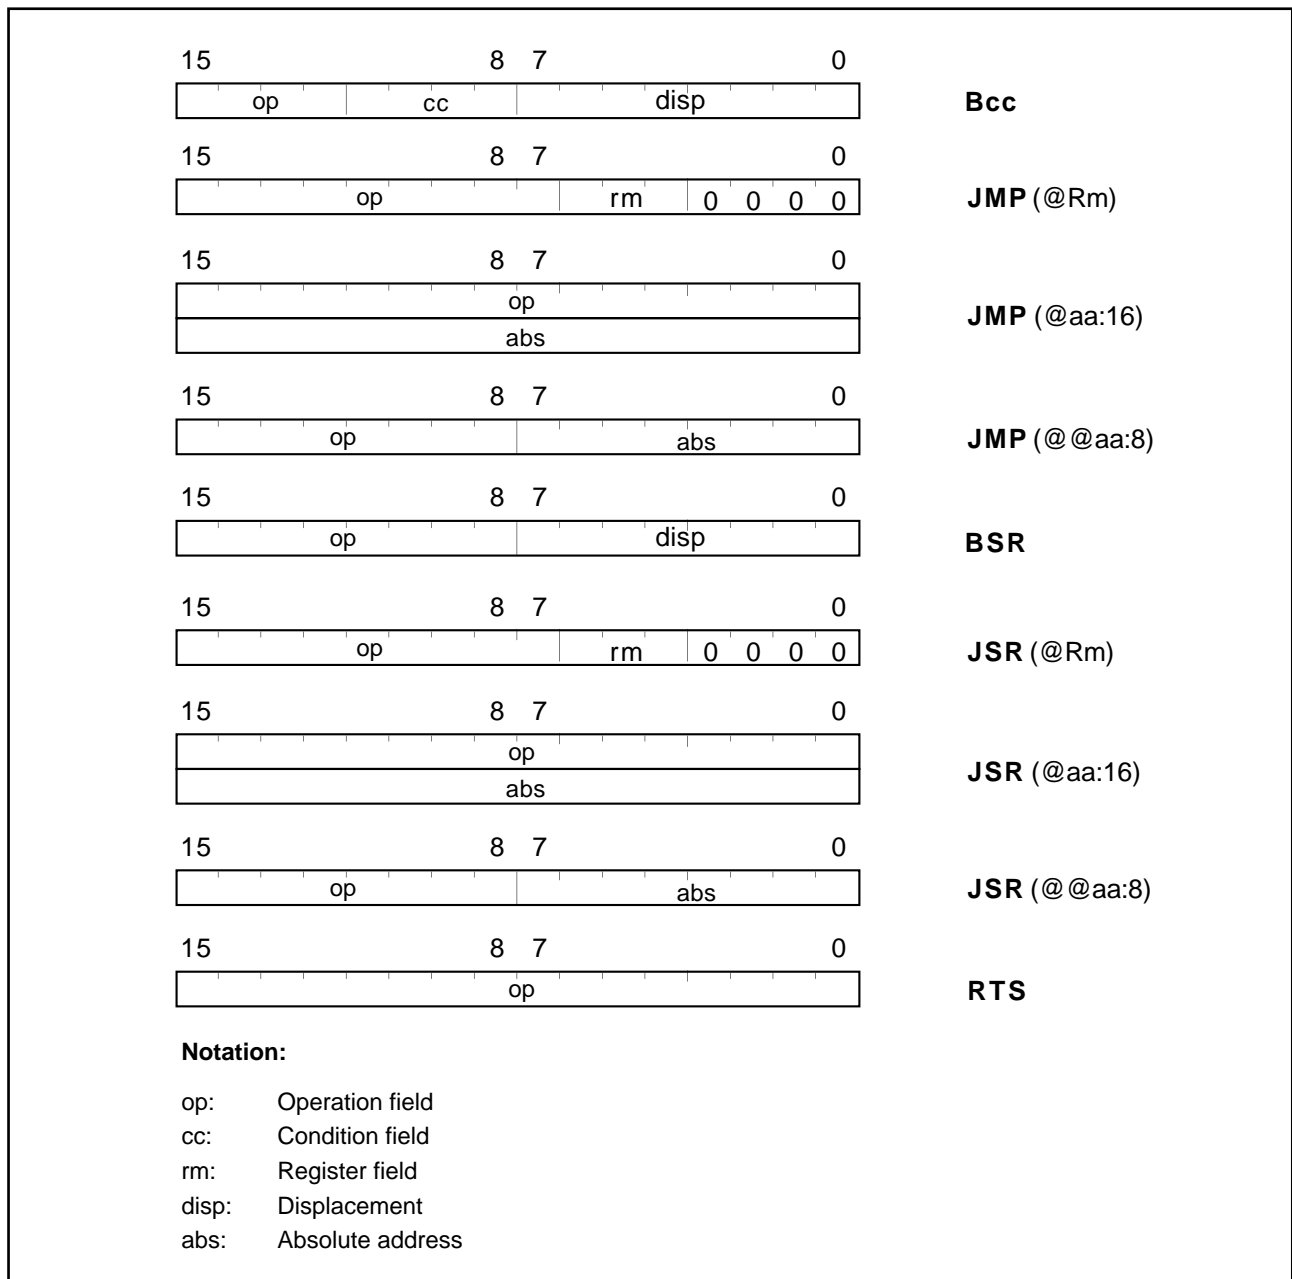 15 8 7 0
op cc disp Bcc
15 8 7 0
op rm 0 0 0 0 JMP (@Rm)
15 8 7 0
op
JMP (@aa:16)
abs
15 8 7 0
op abs JMP (@@aa:8)
15 8 7 0
op disp BSR
15 8 7 0
op rm 0 0 0 0 JSR (@Rm)
15 8 7 0
op
JSR (@aa:16)
abs
15 8 7 0
op abs JSR (@@aa:8)
15 8 7 0
op RTS
Notation:
op: Operation field
cc: Condition field
rm: Register field
disp: Displacement
abs: Absolute address